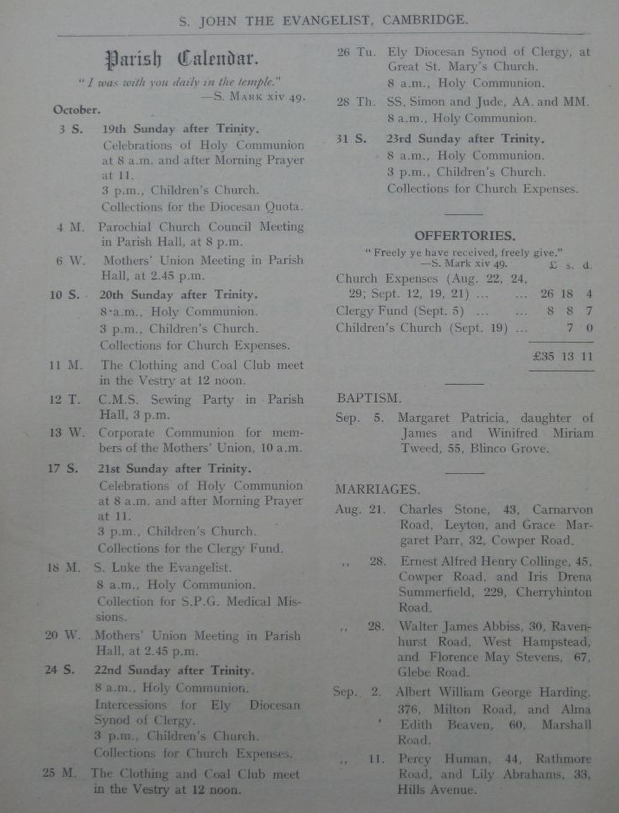 S. JOHN THE EVANGELIST, CAMBRIDGE.
Parish Calendar.
"I was with you daily in the temple."
—S. MARK xiv 49.
October.
3 S. 19th Sunday after Trinity.
Celebrations of Holy Communion
at 8 a.m. and after Morning Prayer
at 11.
3 p.m., Children's Church.
Collections for the Diocesan Quota.
4 M. Parochial Church Council Meeting
in Parish Hall, at 8 p.m.
6 W. Mothers' Union Meeting in Parish
Hall, at 2.45 p.m.
10 S. 20th Sunday after Trinity.
8 a.m., Holy Communion.
3 p.m., Children's Church.
Collections for Church Expenses.
11 M. The Clothing and Coal Club meet
in the Vestry at 12 noon.
12 T. C.M.S. Sewing Party in Parish
Hall, 3 p.m.
13 W. Corporate Communion for mem-
bers of the Mothers' Union, 10 a.m.
17 S. 21st Sunday after Trinity.
Celebrations of Holy Communion
at 8 a.m. and after Morning Prayer
at 11.
3 p.m., Children's Church.
Collections for the Clergy Fund.
18 M. S. Luke the Evangelist.
8 a.m., Holy Communion.
Collection for S.P.G. Medical Mis-
sions.
20 W. Mothers' Union Meeting in Parish
Hall, at 2.45 p.m.
24 S. 22nd Sunday after Trinity.
8 a.m., Holy Communion.
Intercessions for Ely Diocesan
Synod of Clergy.
3 p.m., Children's Church.
Collections for Church Expenses.
25 M. The Clothing and Coal Club meet
in the Vestry at 12 noon.
26 Tu. Ely Diocesan Synod of Clergy, at
Great St. Mary's Church.
8 a.m., Holy Communion.
28 Th. SS. Simon and Jude, AA. and MM.
8 a.m., Holy Communion.
31 S. 23rd Sunday after Trinity.
8 a.m., Holy Communion.
3 p.m., Children's Church.
Collections for Church Expenses.
OFFERTORIES.
"Freely ye have received, freely give."
—S. Mark xiv 49. £ s. d.
Church Expenses (Aug. 22, 24,
29; Sept. 12, 19, 21) ... ... 26 18 4
Clergy Fund (Sept. 5) ... ... 8 8 7
Children's Church (Sept. 19) ... 7 0
£35 13 11
BAPTISM.
Sep. 5. Margaret Patricia, daughter of
James and Winifred Miriam
Tweed, 55, Blinco Grove.
MARRIAGES.
Aug. 21. Charles Stone, 43, Carnarvon
Road, Leyton, and Grace Mar-
garet Parr, 32, Cowper Road.
,, 28. Ernest Alfred Henry Collinge, 45,
Cowper Road, and Iris Drena
Summerfield, 229, Cherryhinton
Road.
,, 28. Walter James Abbiss, 30, Raven-
hurst Road, West Hampstead,
and Florence May Stevens, 67,
Glebe Road.
Sep. 2. Albert William George Harding,
376, Milton Road, and Alma
Edith Beaven, 60, Marshall
Road.
,, 11. Percy Human, 44, Rathmore
Road, and Lily Abrahams, 33,
Hills Avenue.